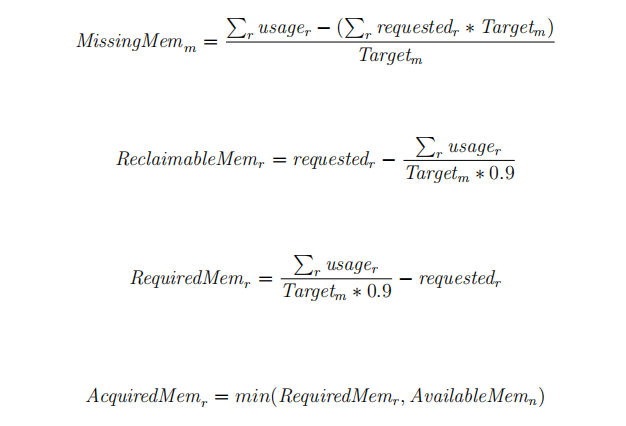 MissingMem_m = \frac{\sum_r usage_r - (\sum_r requested_r * Target_m)}{Target_m}
ReclaimableMem_r = requested_r - \frac{\sum_r usage_r}{Target_m * 0.9}
RequiredMem_r = \frac{\sum_r usage_r}{Target_m * 0.9} - requested_r
AcquiredMem_r = min(RequiredMem_r, AvailableMem_n)